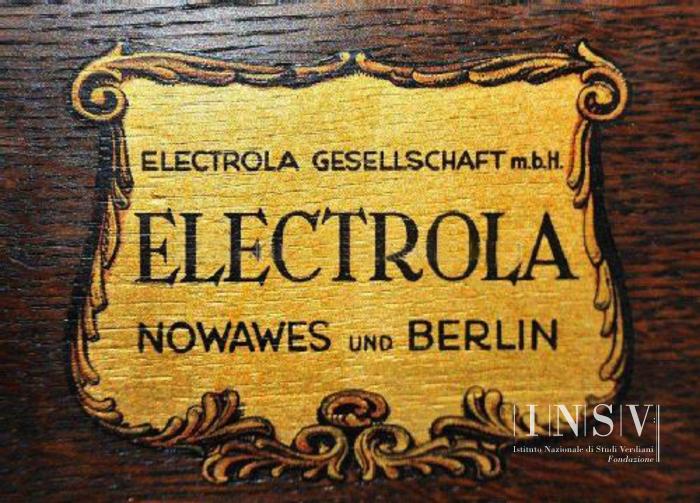 ELECTROLA GESELLSCHAFT m.b.H.
ELECTROLA
NOWAWES UND BERLIN
INSV
Istituto Nazionale di Studi Verdiani
Fondazione